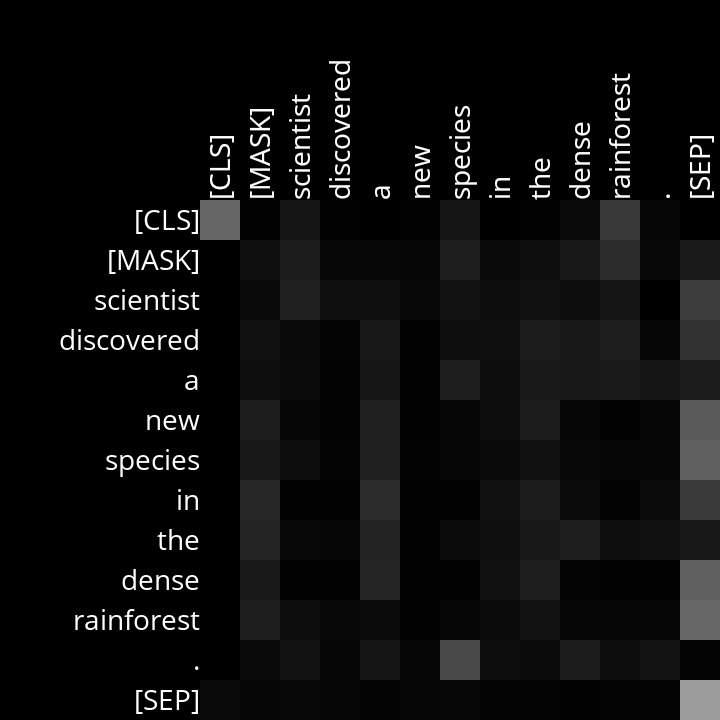 [CLS] [MASK] scientist discovered a new species in the dense rainforest . [SEP]
[CLS]
[MASK]
scientist
discovered
a
new
species
in
the
dense
rainforest
.
[SEP]